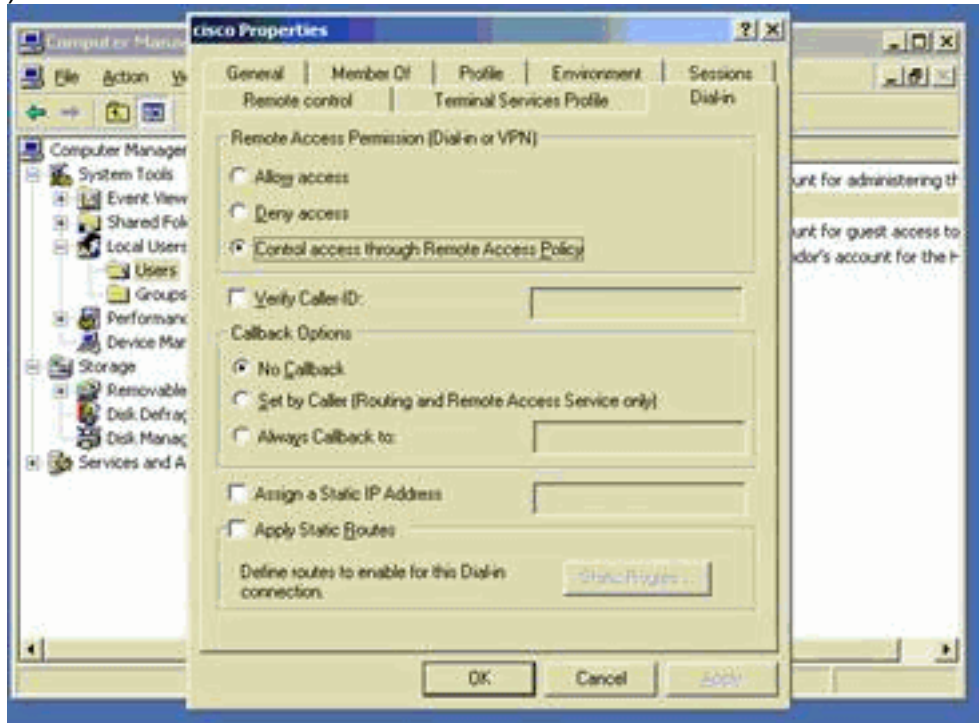 Computer Manag
cisco Properties
File Action Vi
General Member Of Profile Environment Sessions
Remote control Terminal Services Profile Dial-in
Computer Manager
System Tools
Event View
Shared Fol
Local Users
Users
Groups
Performanc
Device Mar
Storage
Removable
Disk Defrag
Disk Manag
Services and A
Remote Access Permission (Dial-in or VPN)
Allow access
Deny access
Control access through Remote Access Policy
Verify Caller-ID:
Callback Options
No Callback
Set by Caller (Routing and Remote Access Service only)
Always Callback to:
Assign a Static IP Address
Apply Static Routes
Define routes to enable for this Dial-in
connection.
Static Routes ...
unt for administering th
unt for guest access to
dor's account for the H
OK Cancel Apply